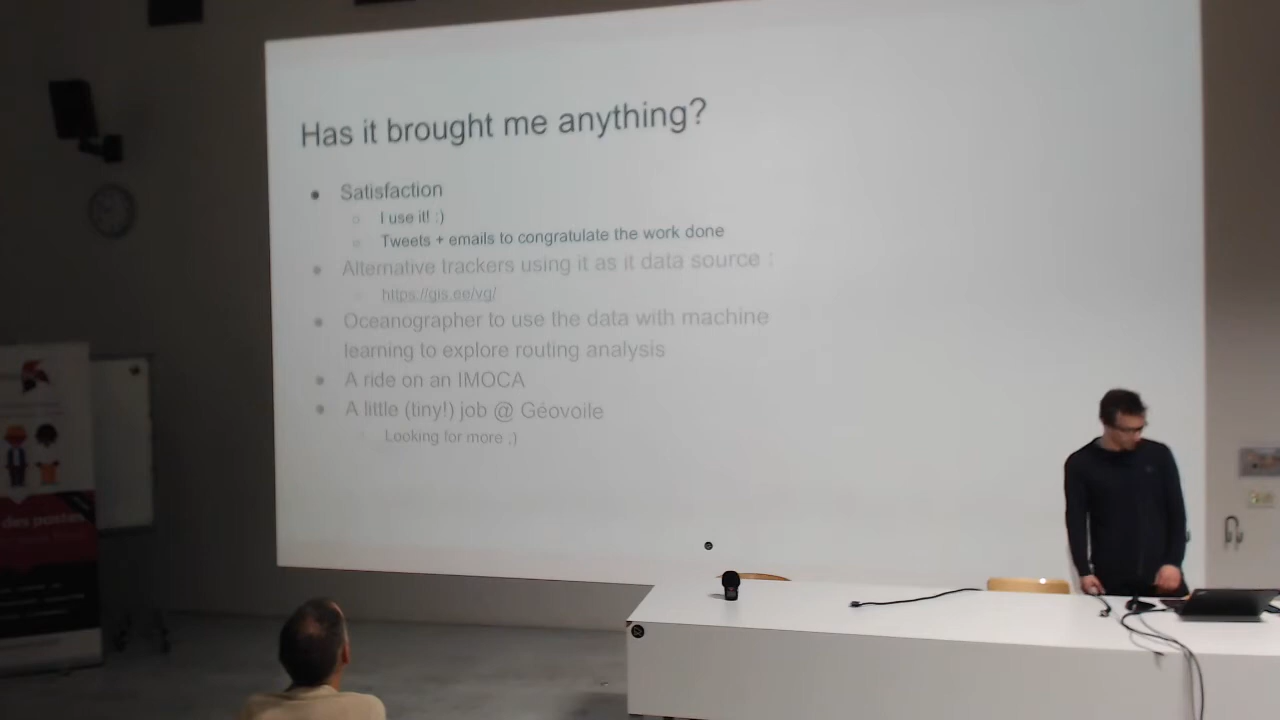 Has it brought me anything?
Satisfaction
I use it! :)
Tweets + emails to congratulate the work done
Alternative trackers using it as it data source :
https://gis.ee/vg/
Oceanographer to use the data with machine
learning to explore routing analysis
A ride on an IMOCA
A little (tiny!) job @ Géovoile
Looking for more ;)
des postes